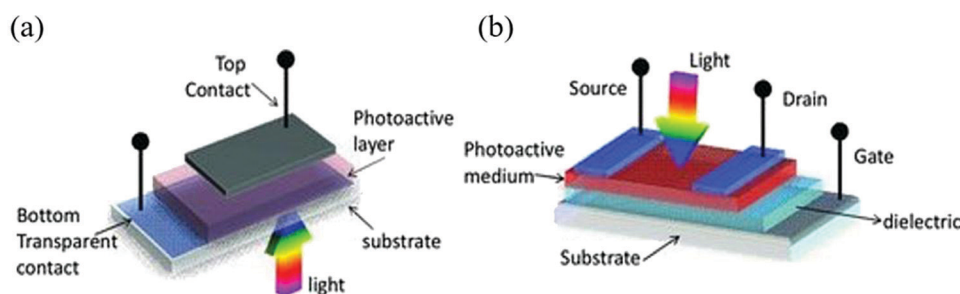 (a)
Top
Contact
Photoactive
layer
Bottom
Transparent
contact
substrate
light
(b)
Light
Source
Drain
Photoactive
medium
Gate
dielectric
Substrate